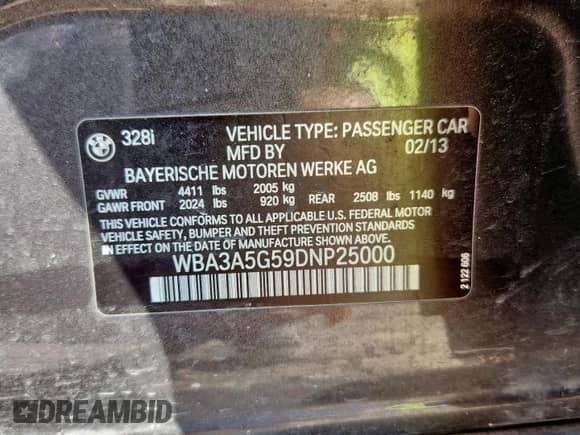 BMW 328i VEHICLE TYPE: PASSENGER CAR
MFD BY 02/13
BAYERISCHE MOTOREN WERKE AG
GVWR 4411 lbs 2005 kg
GAWR FRONT 2024 lbs 920 kg REAR 2508 lbs 1140 kg
THIS VEHICLE CONFORMS TO ALL APPLICABLE U.S. FEDERAL MOTOR
VEHICLE SAFETY, BUMPER, AND THEFT PREVENTION STANDARDS
IN EFFECT ON THE DATE OF MANUFACTURE SHOWN ABOVE.
WBA3A5G59DNP25000
2 122 606
DREAMBID